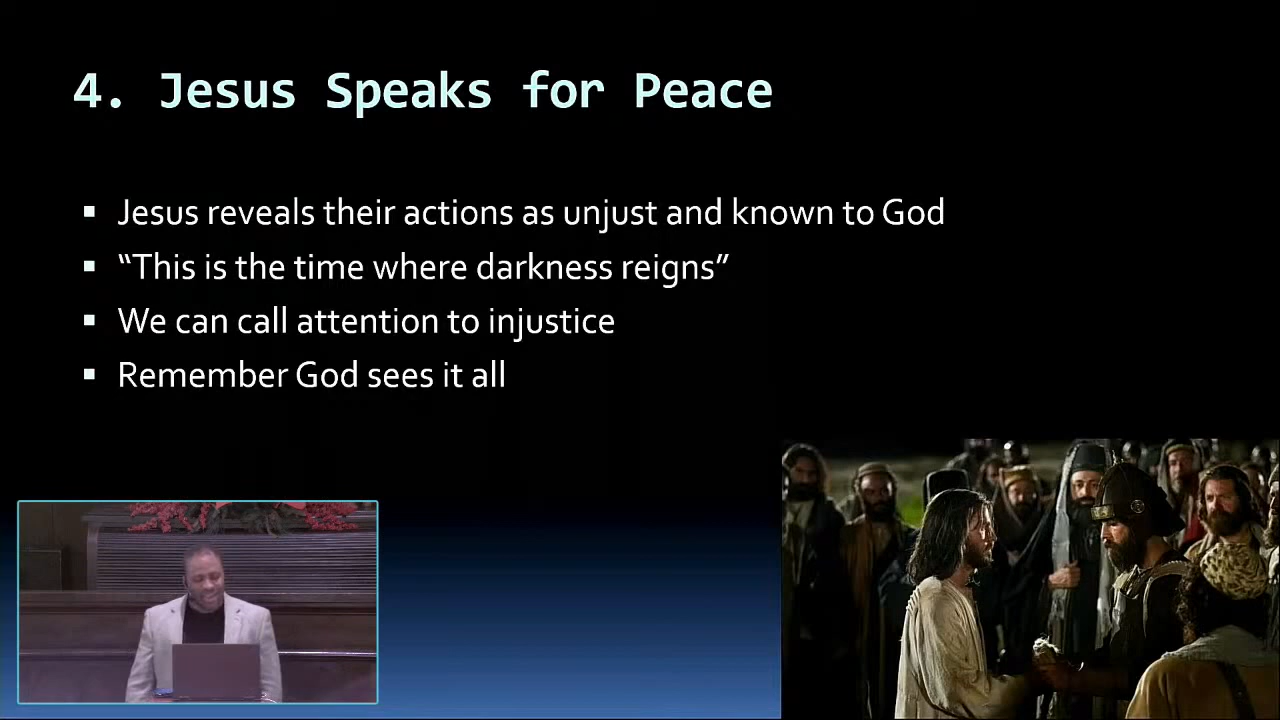 4. Jesus Speaks for Peace
▪ Jesus reveals their actions as unjust and known to God
▪ “This is the time where darkness reigns”
▪ We can call attention to injustice
▪ Remember God sees it all